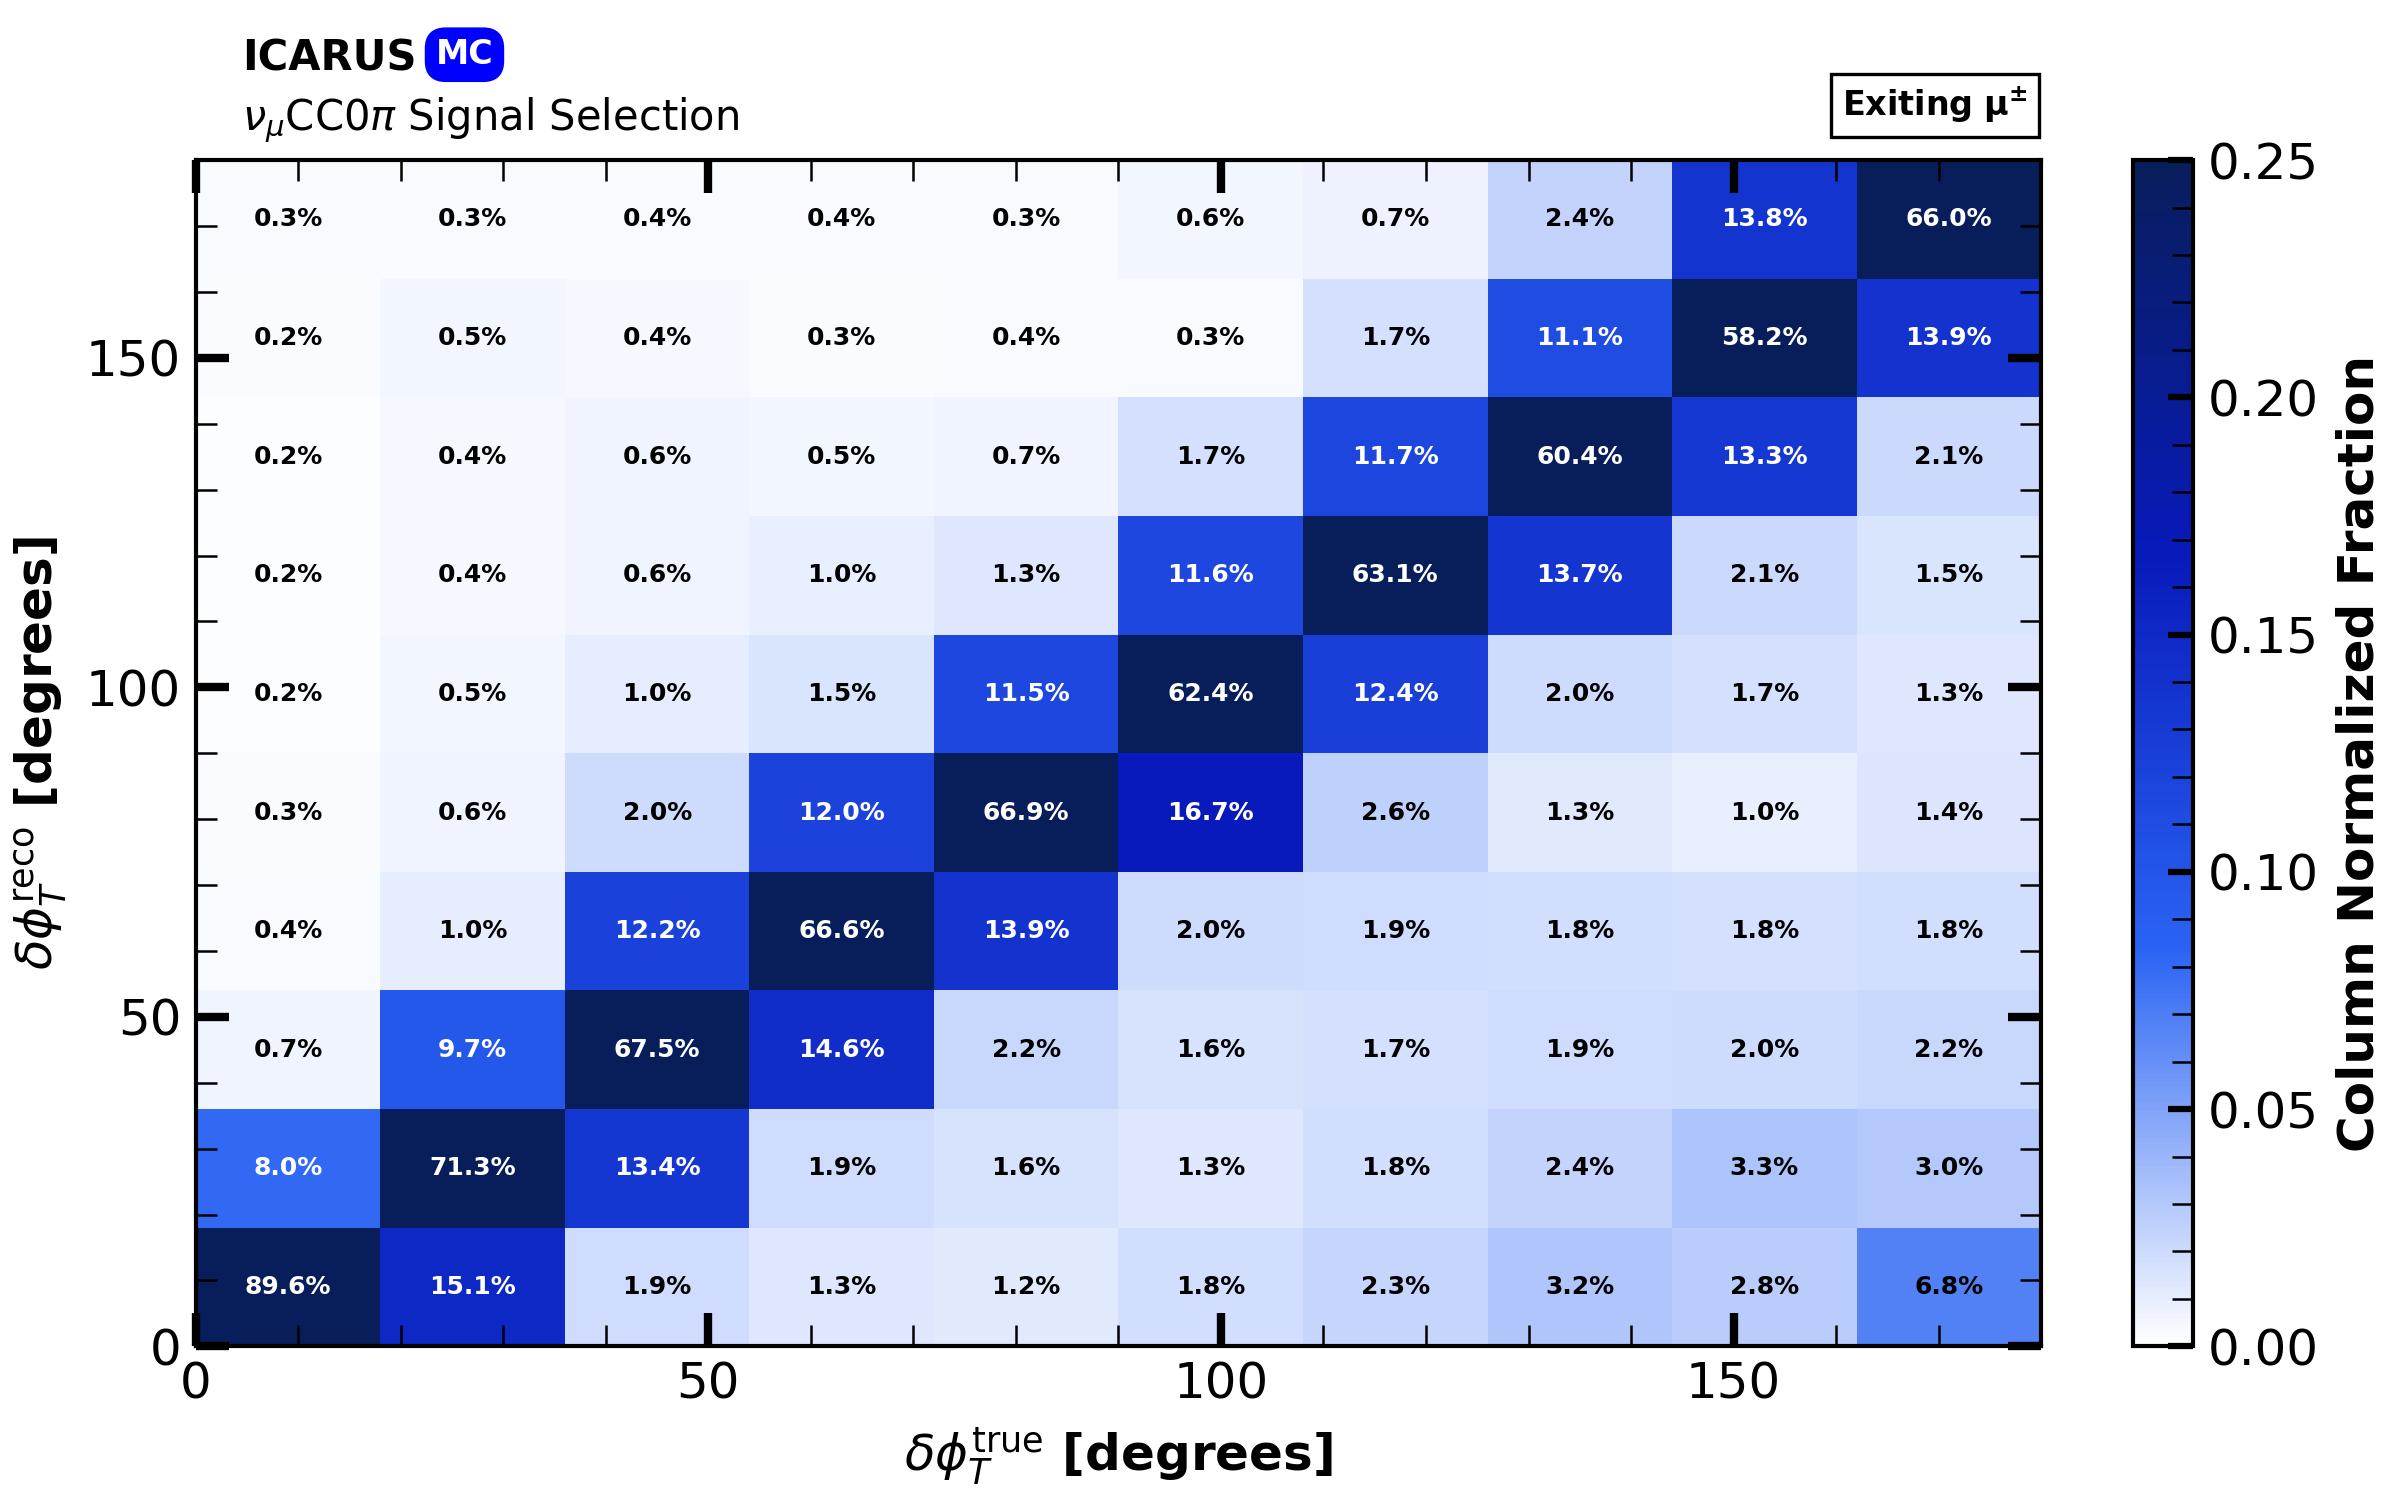 ICARUS MC
νμCC0π Signal Selection
Exiting μ±
0.3% 0.3% 0.4% 0.4% 0.3% 0.6% 0.7% 2.4% 13.8% 66.0%
0.2% 0.5% 0.4% 0.3% 0.4% 0.3% 1.7% 11.1% 58.2% 13.9%
0.2% 0.4% 0.6% 0.5% 0.7% 1.7% 11.7% 60.4% 13.3% 2.1%
0.2% 0.4% 0.6% 1.0% 1.3% 11.6% 63.1% 13.7% 2.1% 1.5%
0.2% 0.5% 1.0% 1.5% 11.5% 62.4% 12.4% 2.0% 1.7% 1.3%
0.3% 0.6% 2.0% 12.0% 66.9% 16.7% 2.6% 1.3% 1.0% 1.4%
0.4% 1.0% 12.2% 66.6% 13.9% 2.0% 1.9% 1.8% 1.8% 1.8%
0.7% 9.7% 67.5% 14.6% 2.2% 1.6% 1.7% 1.9% 2.0% 2.2%
8.0% 71.3% 13.4% 1.9% 1.6% 1.3% 1.8% 2.4% 3.3% 3.0%
89.6% 15.1% 1.9% 1.3% 1.2% 1.8% 2.3% 3.2% 2.8% 6.8%
150
100
50
0
δϕT reco [degrees]
0 50 100 150
δϕT true [degrees]
0.25
0.20
0.15
0.10
0.05
0.00
Column Normalized Fraction